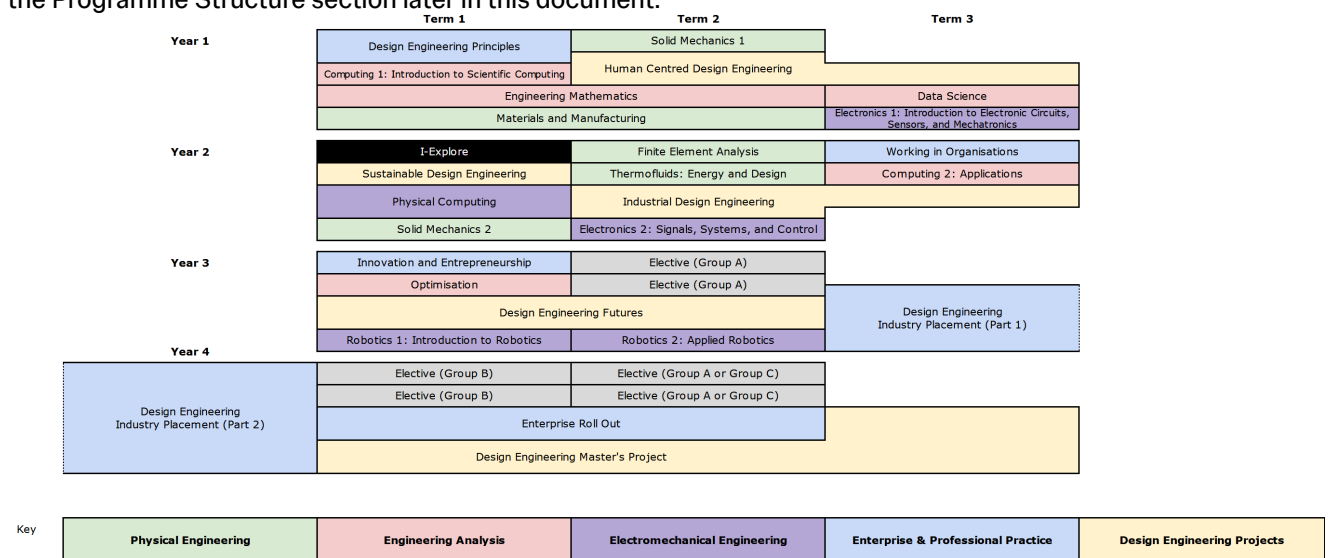 the Programme Structure section later in this document.
Term 1
Term 2
Term 3
Year 1
Design Engineering Principles
Solid Mechanics 1
Computing 1: Introduction to Scientific Computing
Human Centred Design Engineering
Engineering Mathematics
Data Science
Materials and Manufacturing
Electronics 1: Introduction to Electronic Circuits,
Sensors, and Mechatronics
Year 2
I-Explore
Finite Element Analysis
Working in Organisations
Sustainable Design Engineering
Thermofluids: Energy and Design
Computing 2: Applications
Physical Computing
Industrial Design Engineering
Solid Mechanics 2
Electronics 2: Signals, Systems, and Control
Year 3
Innovation and Entrepreneurship
Elective (Group A)
Optimisation
Elective (Group A)
Design Engineering Futures
Design Engineering
Industry Placement (Part 1)
Robotics 1: Introduction to Robotics
Robotics 2: Applied Robotics
Year 4
Design Engineering
Industry Placement (Part 2)
Elective (Group B)
Elective (Group A or Group C)
Elective (Group B)
Elective (Group A or Group C)
Enterprise Roll Out
Design Engineering Master's Project
Key
Physical Engineering
Engineering Analysis
Electromechanical Engineering
Enterprise & Professional Practice
Design Engineering Projects